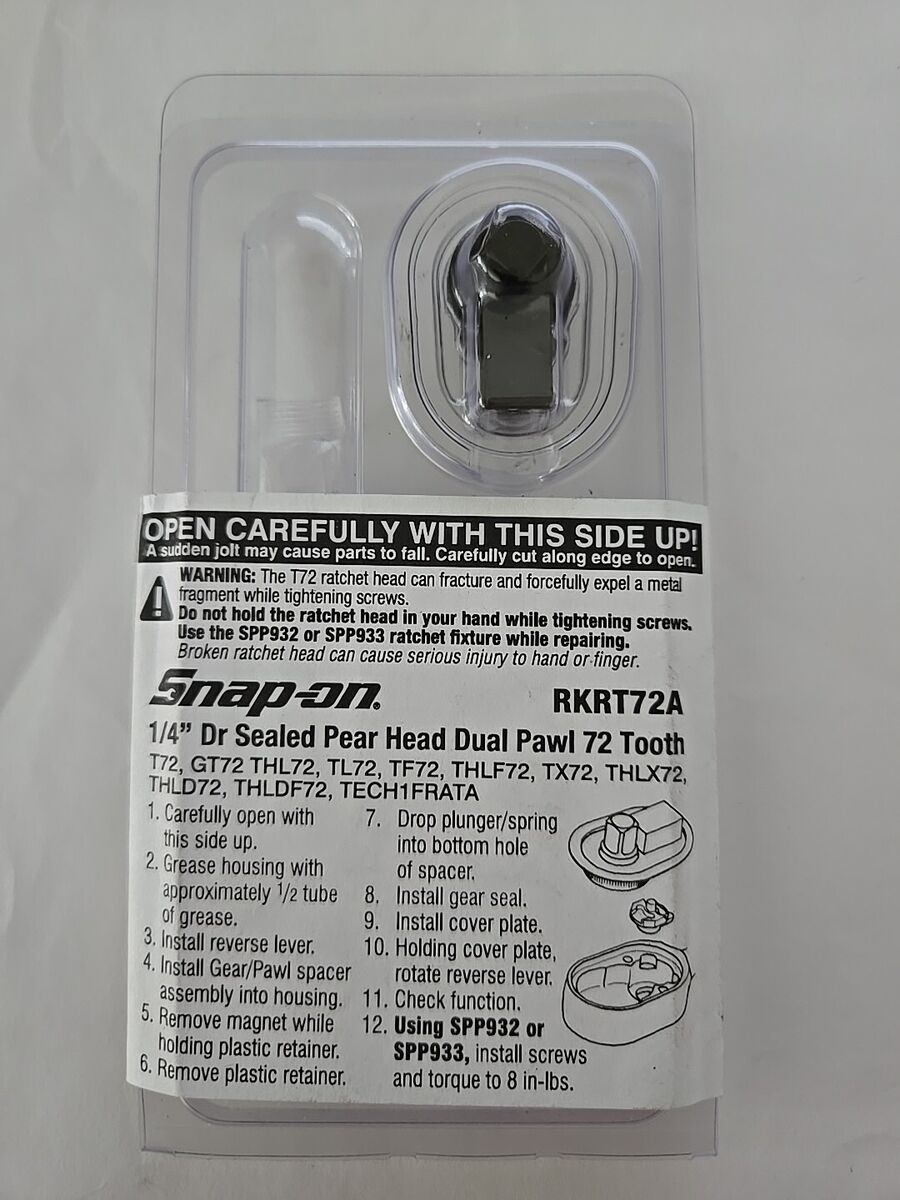 OPEN CAREFULLY WITH THIS SIDE UP!
A sudden jolt may cause parts to fall. Carefully cut along edge to open.
WARNING: The T72 ratchet head can fracture and forcefully expel a metal
fragment while tightening screws.
Do not hold the ratchet head in your hand while tightening screws.
Use the SPP932 or SPP933 ratchet fixture while repairing.
Broken ratchet head can cause serious injury to hand or finger.
Snap-on®
RKRT72A
1/4” Dr Sealed Pear Head Dual Pawl 72 Tooth
T72, GT72 THL72, TL72, TF72, THLF72, TX72, THLX72,
THLD72, THLDF72, TECH1FRATA
1. Carefully open with
this side up.
2. Grease housing with
approximately 1/2 tube
of grease.
3. Install reverse lever.
4. Install Gear/Pawl spacer
assembly into housing.
5. Remove magnet while
holding plastic retainer.
6. Remove plastic retainer.
7. Drop plunger/spring
into bottom hole
of spacer.
8. Install gear seal.
9. Install cover plate.
10. Holding cover plate,
rotate reverse lever.
11. Check function.
12. Using SPP932 or
SPP933, install screws
and torque to 8 in-lbs.